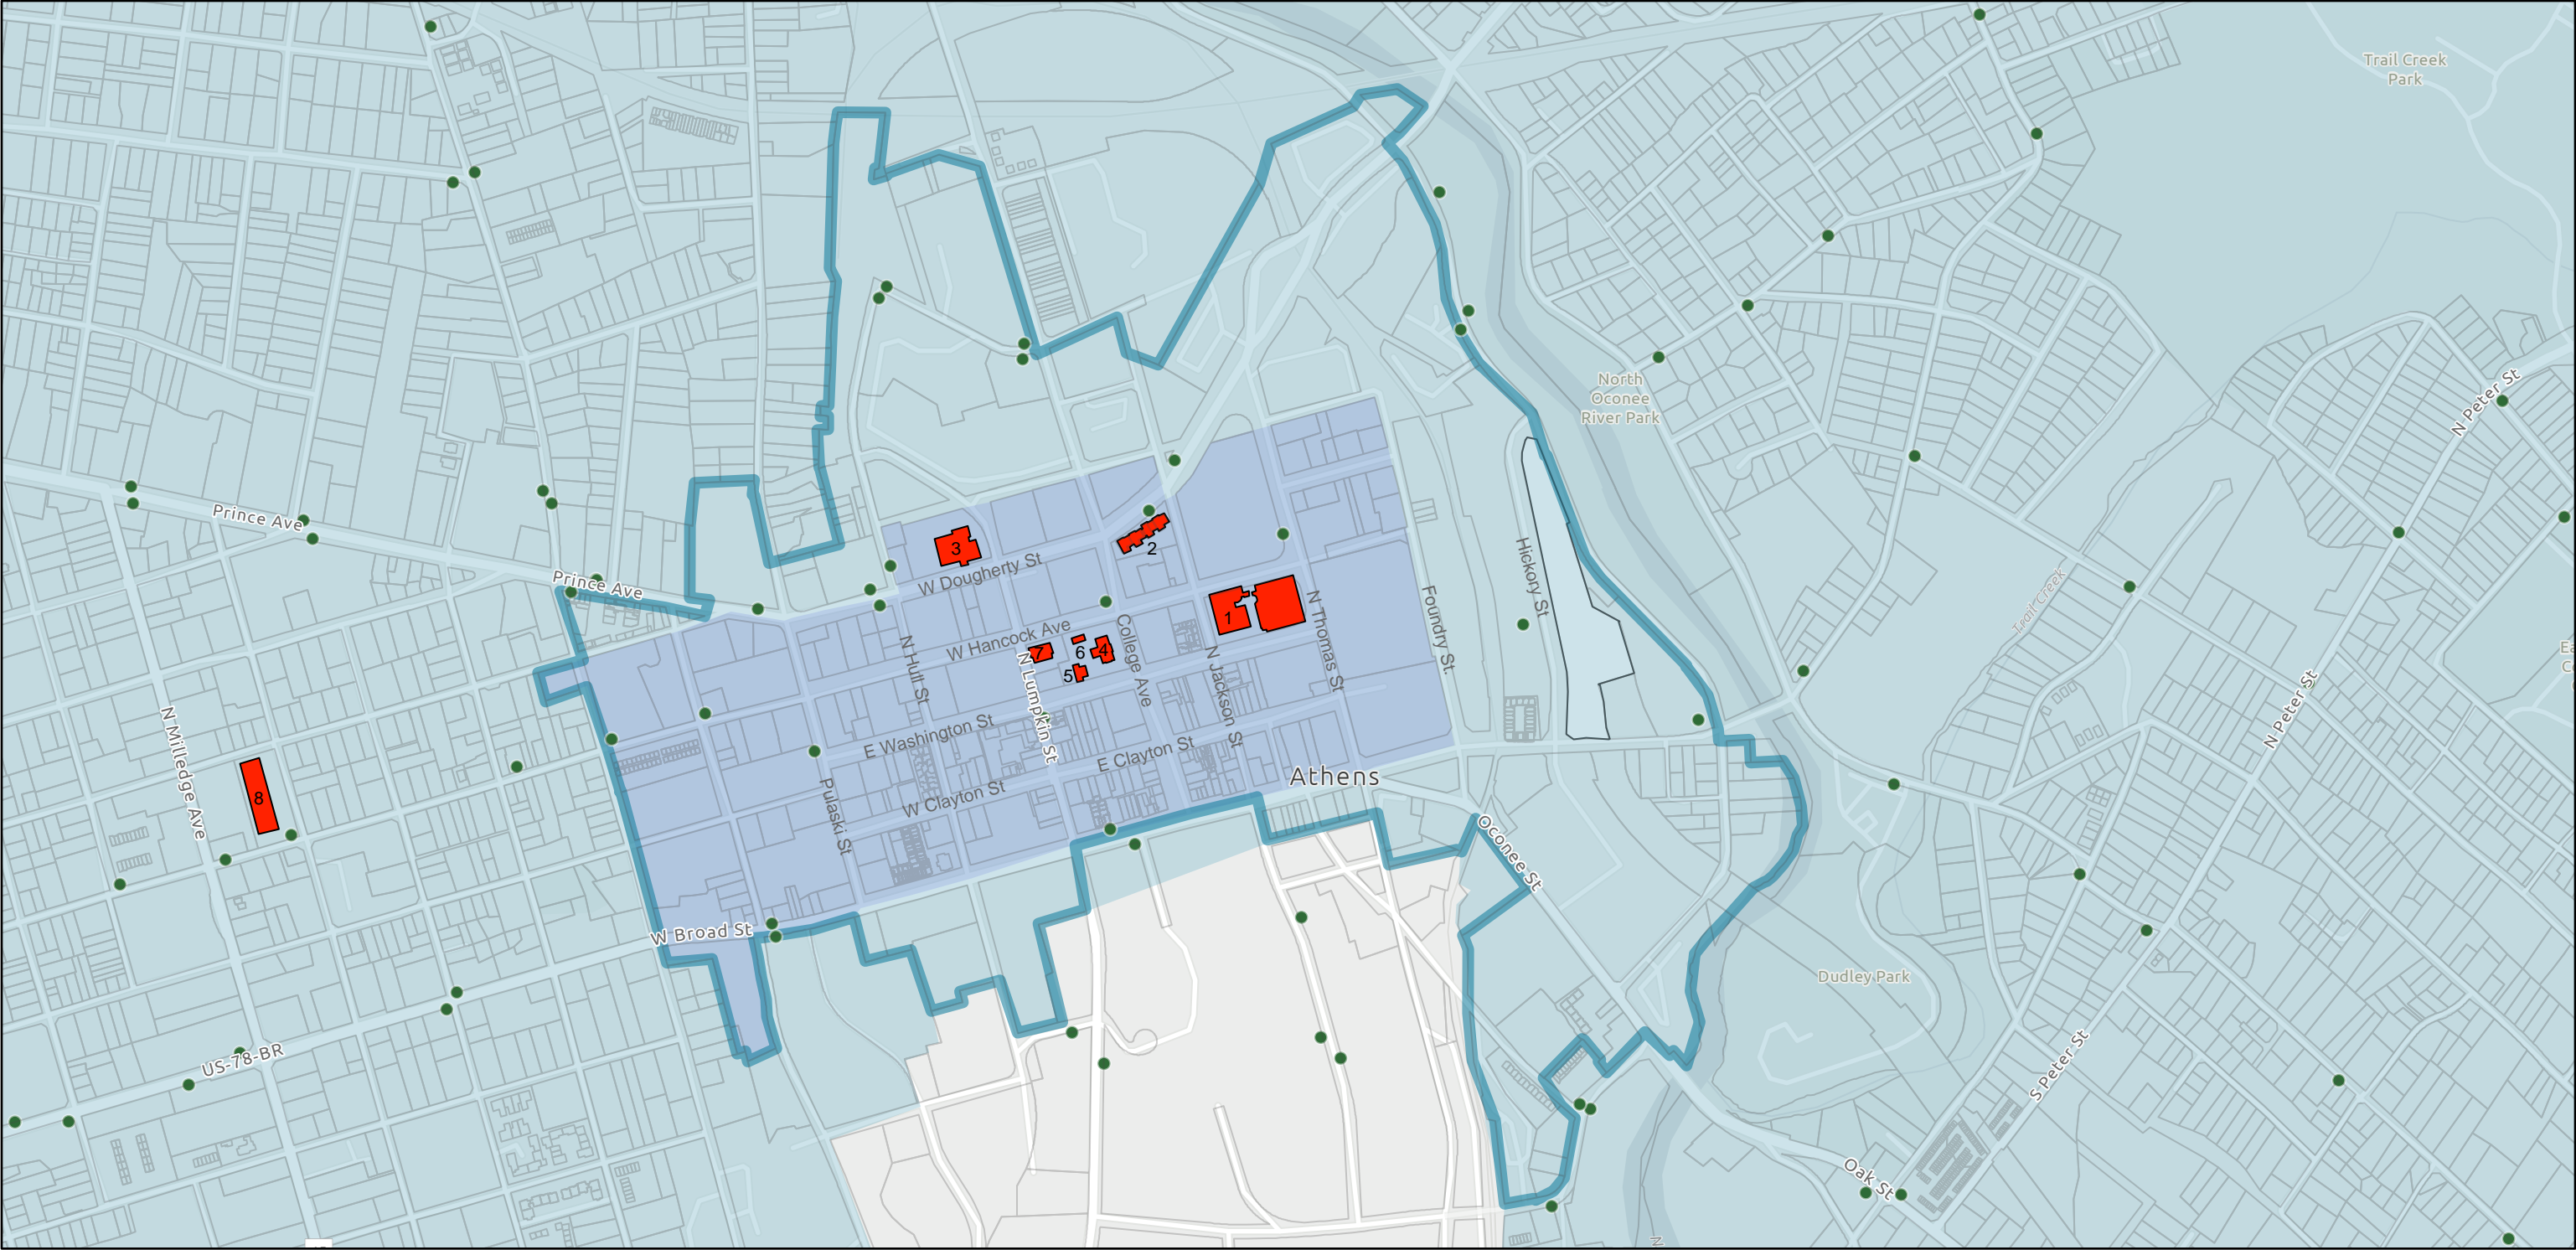 Trail Creek
Park
North
Oconee
River Park
N Peter St
Prince Ave
Prince Ave
3
2
W Dougherty St
Hickory St
Trail Creek
1
N Thomas St
Foundry St.
W Hancock Ave
7
6
4
5
College Ave
N Hull St
N Lumpkin St
N Jackson St
N Peter St
Ea
C
N Milledge Ave
8
E Washington St
E Clayton St
Athens
Pulaski St
W Clayton St
Oconee St
W Broad St
Dudley Park
US-78-BR
S Peter St
Oak St
N